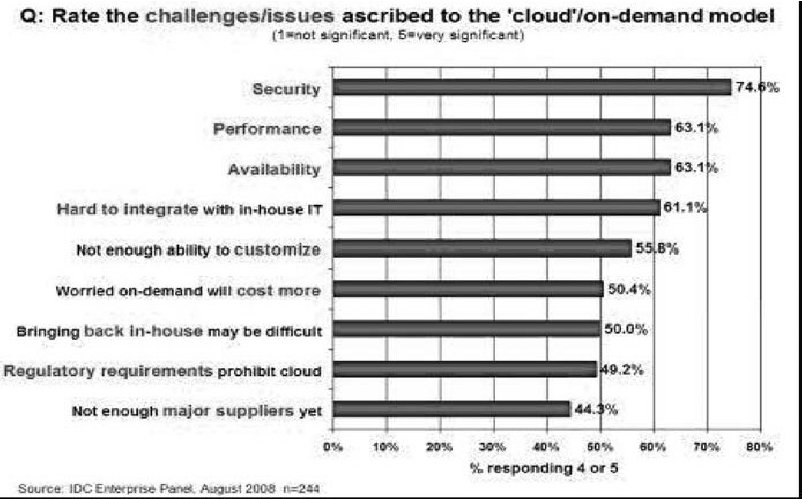 Q: Rate the challenges/issues ascribed to the 'cloud'/on-demand model
(1=not significant, 5=very significant)
Security 74.6%
Performance 63.1%
Availability 63.1%
Hard to integrate with in-house IT 61.1%
Not enough ability to customize 55.8%
Worried on-demand will cost more 50.4%
Bringing back in-house may be difficult 50.0%
Regulatory requirements prohibit cloud 49.2%
Not enough major suppliers yet 44.3%
0% 10% 20% 30% 40% 50% 60% 70% 80%
% responding 4 or 5
Source: IDC Enterprise Panel, August 2008 n=244